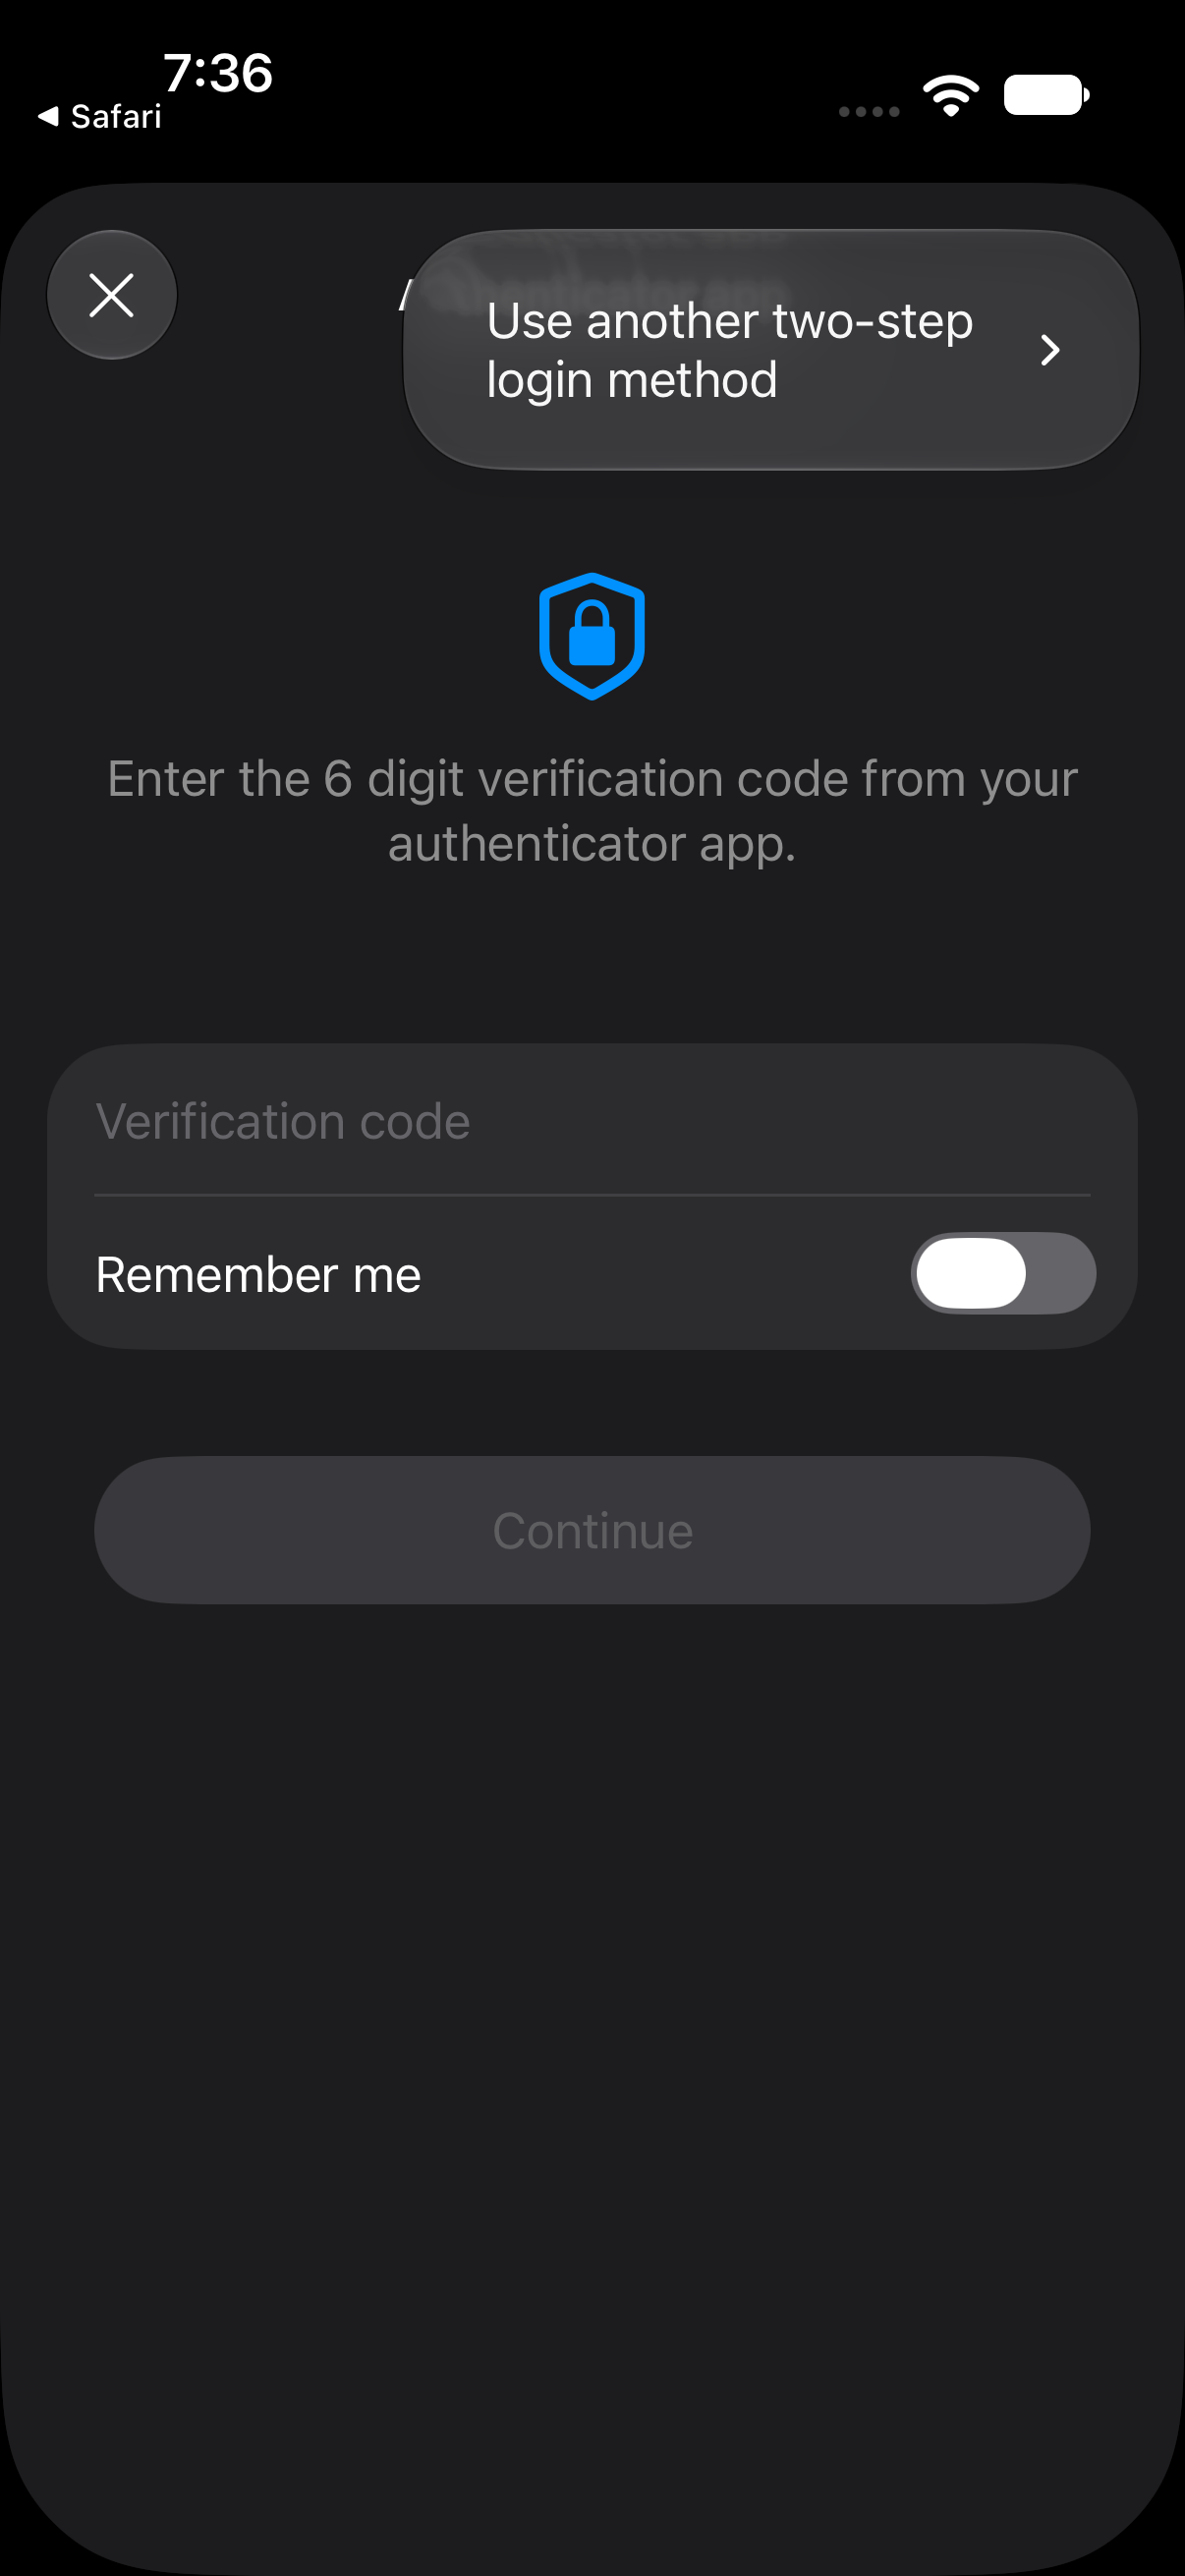 7:36
Safari
Use another two-step
login method
Enter the 6 digit verification code from your
authenticator app.
Verification code
Remember me
Continue